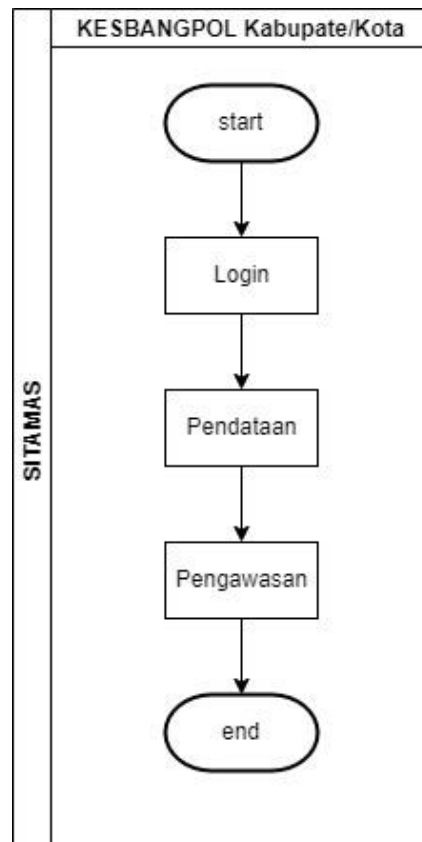 KESBANGPOL Kabupate/Kota
SITAMAS
start
Login
Pendataan
Pengawasan
end